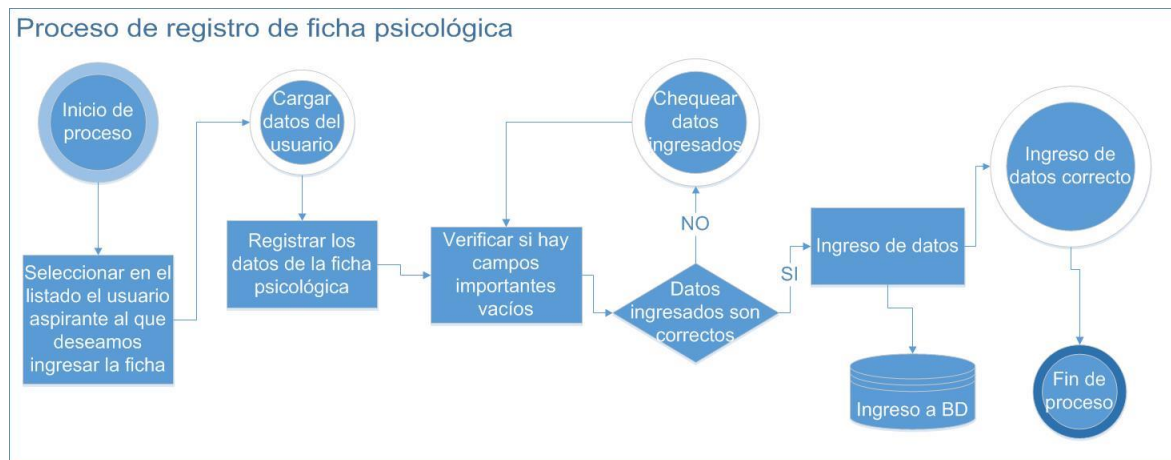 Proceso de registro de ficha psicológica
Inicio de
proceso
Seleccionar en el
listado el usuario
aspirante al que
deseamos
ingresar la ficha
Cargar
datos del
usuario
Registrar los
datos de la ficha
psicológica
Verificar si hay
campos
importantes
vacíos
Chequear
datos
ingresados
NO
Datos
ingresados son
correctos
SI
Ingreso de datos
Ingreso a BD
Ingreso de
datos correcto
Fin de
proceso